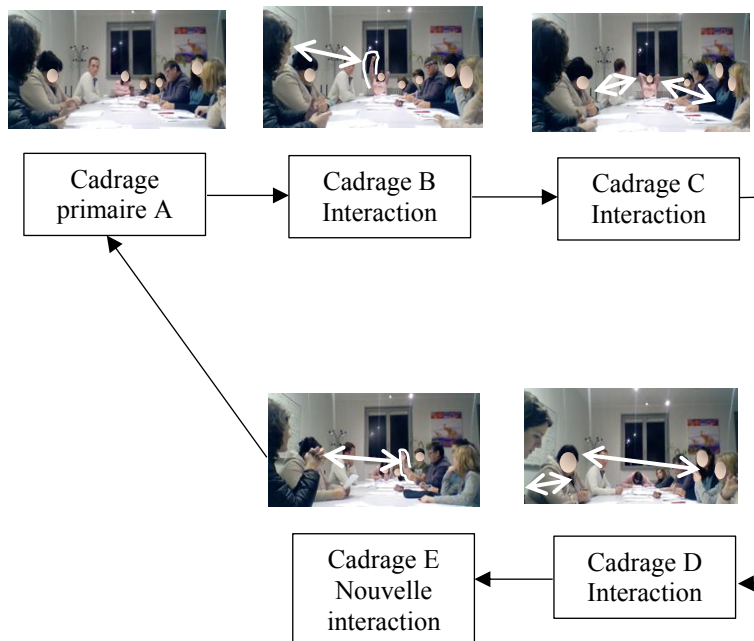 Cadrage
primaire A
Cadrage B
Interaction
Cadrage C
Interaction
Cadrage D
Interaction
Cadrage E
Nouvelle
interaction